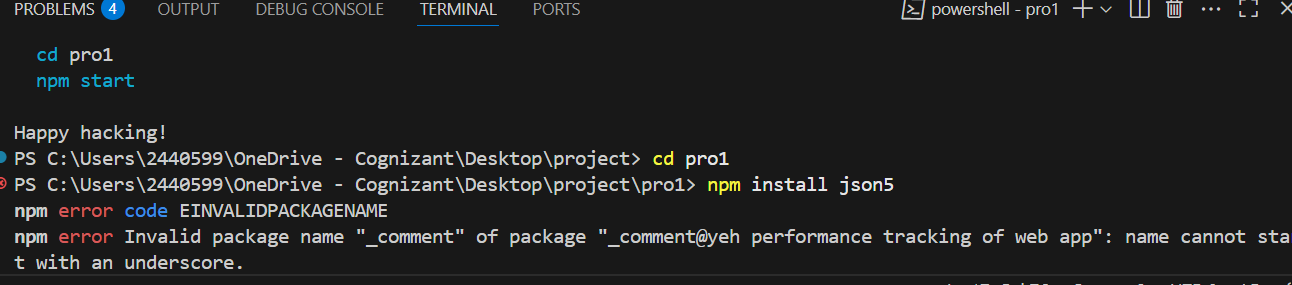 PROBLEMS 4 OUTPUT DEBUG CONSOLE TERMINAL PORTS powershell - pro1
cd pro1
npm start
Happy hacking!
PS C:\Users\2440599\OneDrive - Cognizant\Desktop\project> cd pro1
PS C:\Users\2440599\OneDrive - Cognizant\Desktop\project\pro1> npm install json5
npm error code EINVALIDPACKAGENAME
npm error Invalid package name "_comment" of package "_comment@yeh performance tracking of web app": name cannot sta
t with an underscore.